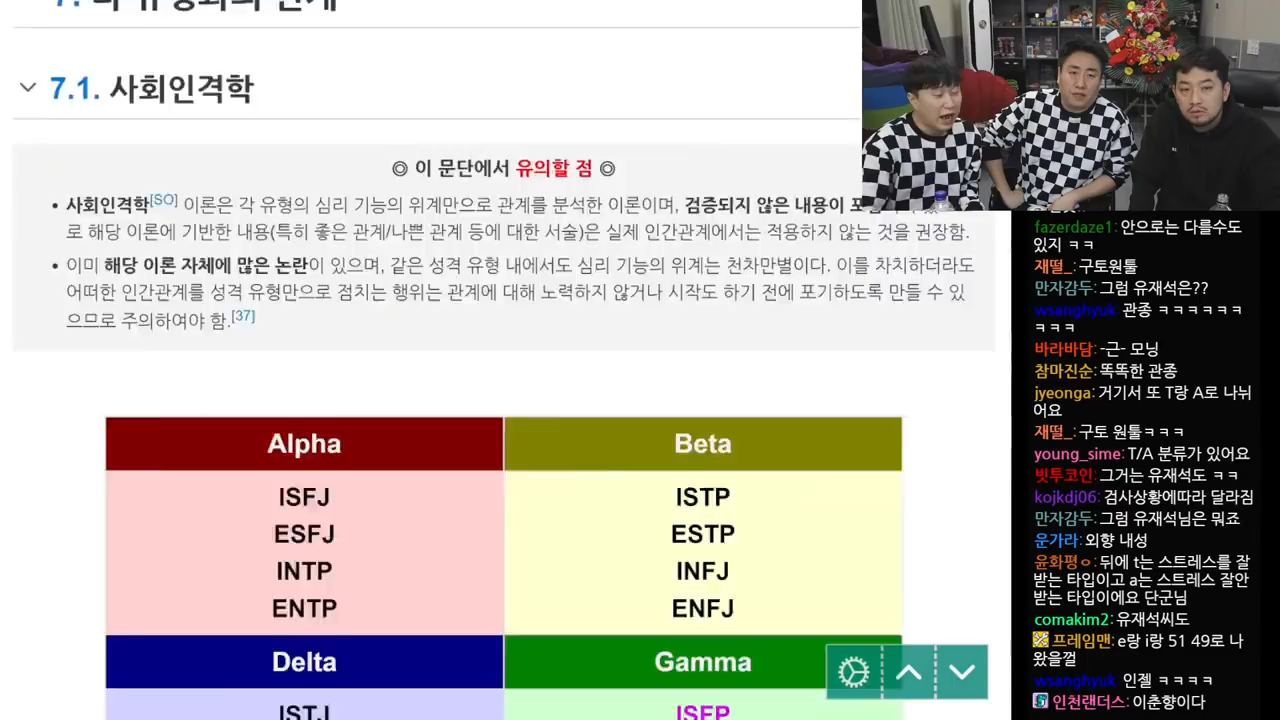 7.1. 사회인격학
◎ 이 문단에서 유의할 점 ◎
• 사회인격학[SO] 이론은 각 유형의 심리 기능의 위계만으로 관계를 분석한 이론이며, 검증되지 않은 내용이
로 해당 이론에 기반한 내용(특히 좋은 관계/나쁜 관계 등에 대한 서술)은 실제 인간관계에서는 적용하지 않는 것을 권장함.
• 이미 해당 이론 자체에 많은 논란이 있으며, 같은 성격 유형 내에서도 심리 기능의 위계는 천차만별이다. 이를 차치하더라도
어떠한 인간관계를 성격 유형만으로 점치는 행위는 관계에 대해 노력하지 않거나 시작도 하기 전에 포기하도록 만들 수 있
으므로 주의하여야 함.[37]
Alpha
Beta
ISFJ
ISTP
ESFJ
ESTP
INTP
INFJ
ENTP
ENFJ
Delta
Gamma
ISTJ
ISFP
fazerdaze1: 안으로는 다를수도
있지 ㅋㅋ
재떨_: 구토원툴
만자감두: 그럼 유재석은??
wsanghyuk: 관종 ㅋㅋㅋㅋㅋㅋ
ㅋㅋㅋ
바라바담: -근- 모닝
참마진순: 똑똑한 관종
jyeonga: 거기서 또 T랑 A로 나뉘
어요
재떨_: 구토 원툴ㅋㅋㅋ
young_sime: T/A 분류가 있어요
빗투코인: 그거는 유재석도 ㅋㅋ
kojkdj06: 검사상황에따라 달라짐
만자감두: 그럼 유재석님은 뭐죠
운가라: 외향 내성
윤화평ㅇ: 뒤에 t는 스트레스를 잘
받는 타입이고 a는 스트레스 잘안
받는 타입이에요 단군님
comakim2: 유재석씨도
프레임맨: e랑 i랑 51 49로 나
왔을껄
wsanghyuk: 인젤 ㅋㅋㅋㅋ
인천랜더스: 이춘향이다